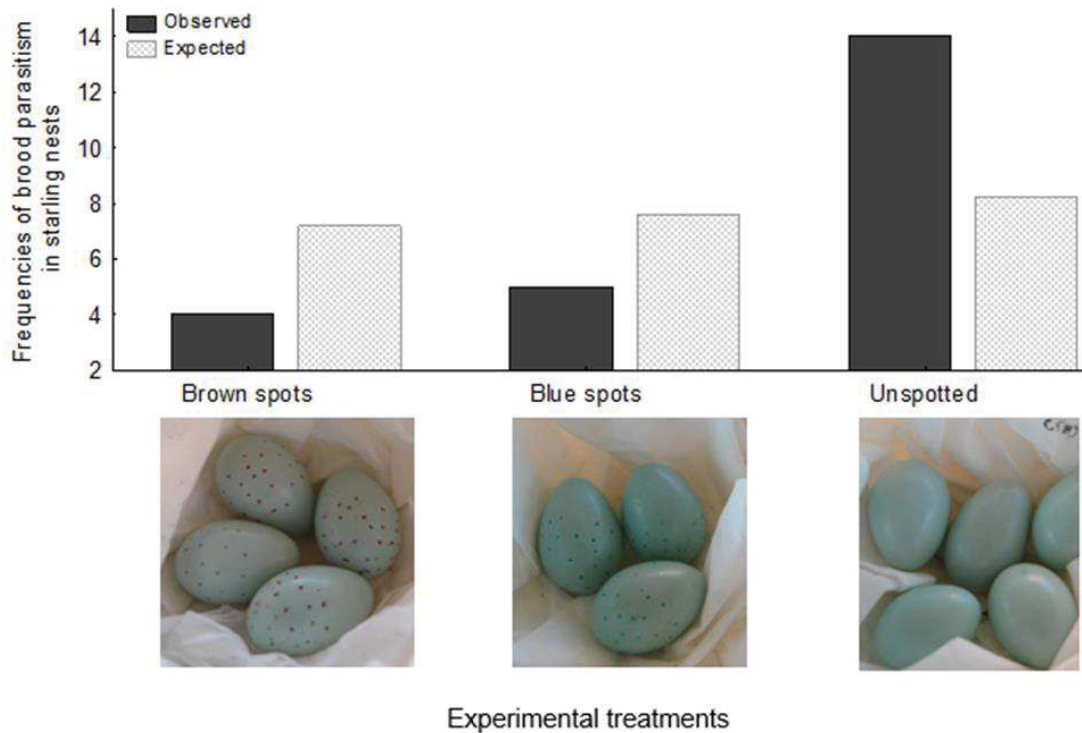 Observed
Expected
Frequencies of brood parasitism
in starling nests
14
12
10
8
6
4
2
Brown spots
Blue spots
Unspotted
Experimental treatments